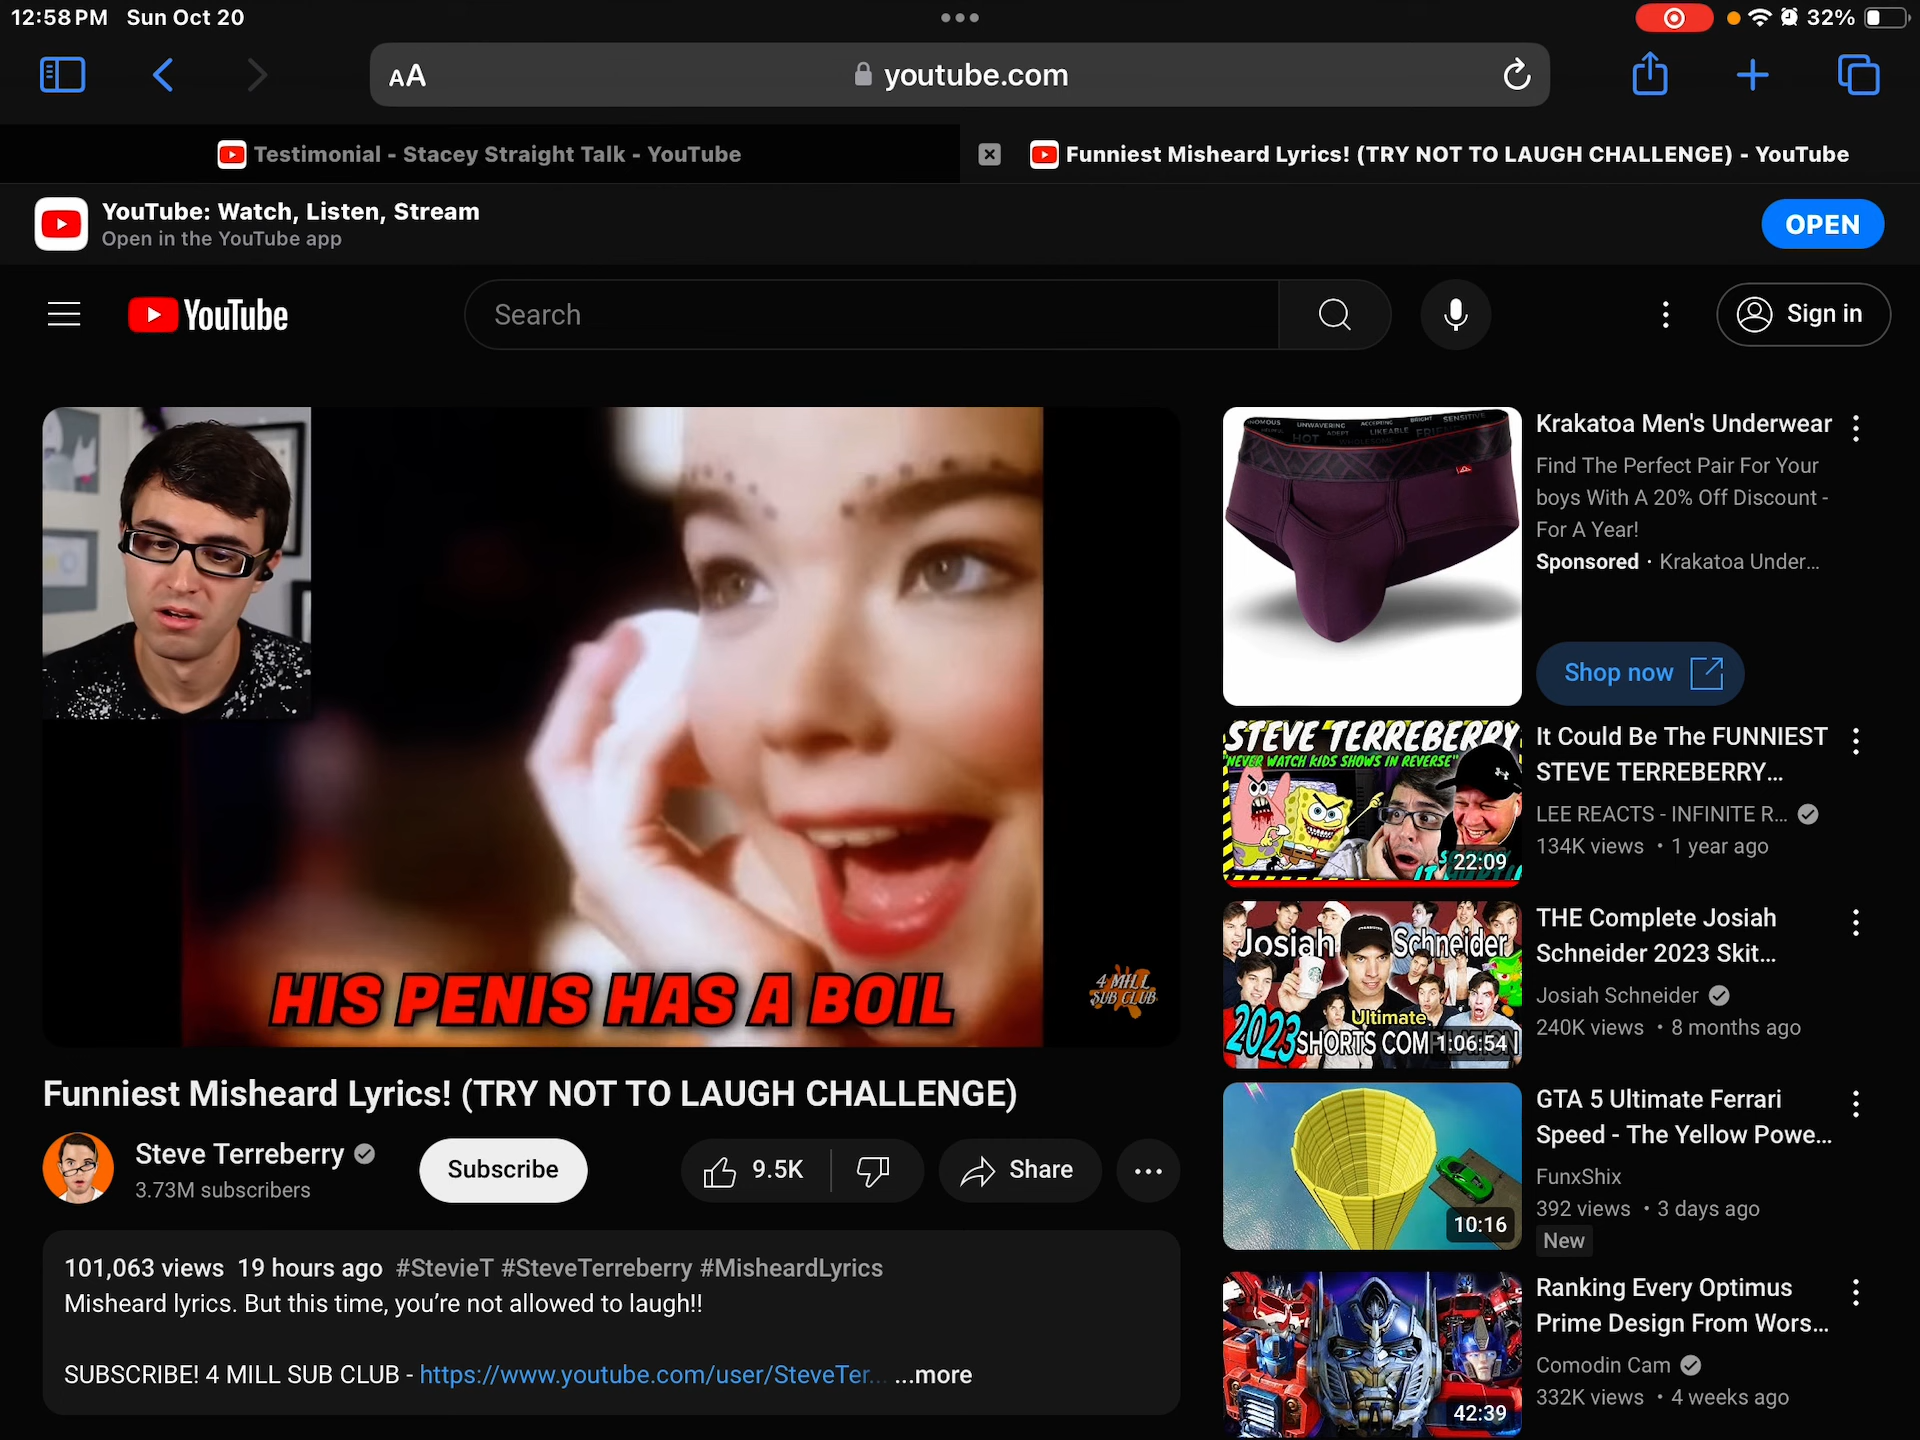 12:58 PM Sun Oct 20
32%
AA
youtube.com
Testimonial - Stacey Straight Talk - YouTube
Funniest Misheard Lyrics! (TRY NOT TO LAUGH CHALLENGE) - YouTube
YouTube: Watch, Listen, Stream
Open in the YouTube app
OPEN
YouTube
Search
Sign in
HIS PENIS HAS A BOIL
4 MILL
SUB CLUB
Funniest Misheard Lyrics! (TRY NOT TO LAUGH CHALLENGE)
Steve Terreberry
3.73M subscribers
Subscribe
9.5K
Share
101,063 views 19 hours ago #StevieT #SteveTerreberry #MisheardLyrics
Misheard lyrics. But this time, you’re not allowed to laugh!!
SUBSCRIBE! 4 MILL SUB CLUB - https://www.youtube.com/user/SteveTer... ...more
UNWAVERING ACCEPTING BRIGHT SENSITIVE
HOT ADEPT LIKEABLE
WHOLESOME
Krakatoa Men's Underwear
Find The Perfect Pair For Your
boys With A 20% Off Discount -
For A Year!
Sponsored · Krakatoa Under...
Shop now
STEVE TERREBERRY
"NEVER WATCH KIDS SHOWS IN REVERSE"
22:09
It Could Be The FUNNIEST
STEVE TERREBERRY...
LEE REACTS - INFINITE R...
134K views • 1 year ago
Josiah Schneider
2023
Ultimate
SHORTS COMPILATION
1:06:54
THE Complete Josiah
Schneider 2023 Skit...
Josiah Schneider
240K views • 8 months ago
10:16
GTA 5 Ultimate Ferrari
Speed - The Yellow Powe...
FunxShix
392 views • 3 days ago
New
42:39
Ranking Every Optimus
Prime Design From Wors...
Comodin Cam
332K views • 4 weeks ago